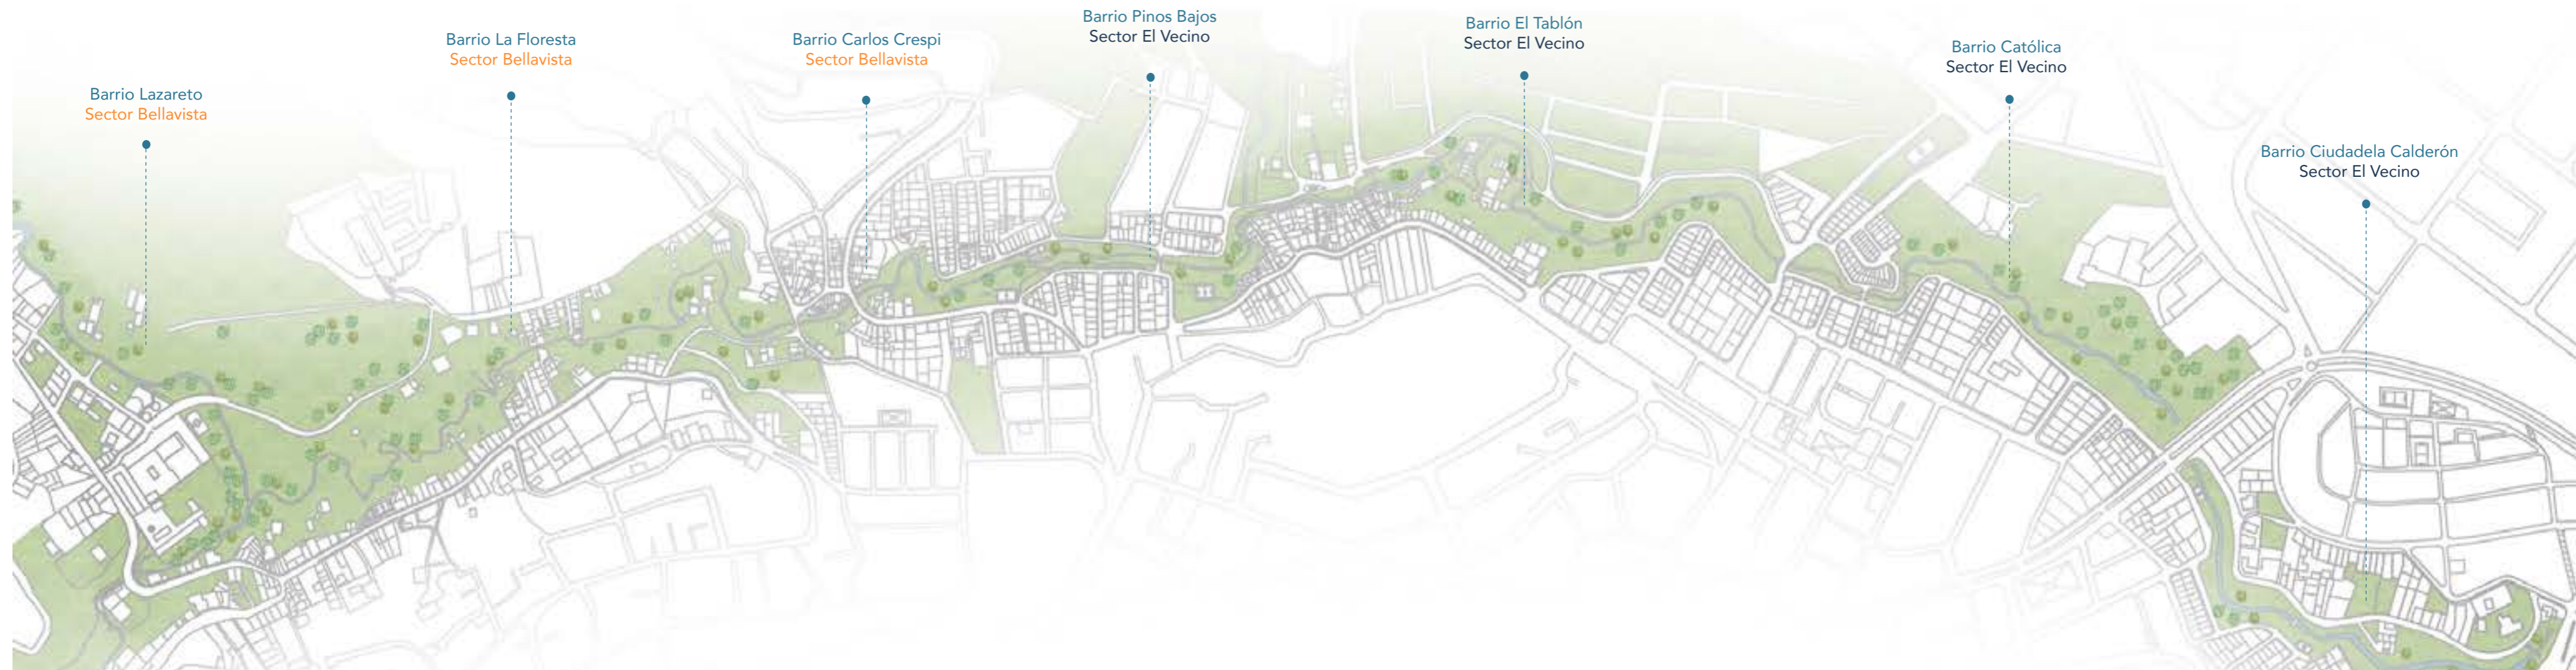 Barrio Lazareto
Sector Bellavista
Barrio La Floresta
Sector Bellavista
Barrio Carlos Crespi
Sector Bellavista
Barrio Pinos Bajos
Sector El Vecino
Barrio El Tablón
Sector El Vecino
Barrio Católica
Sector El Vecino
Barrio Ciudadela Calderón
Sector El Vecino